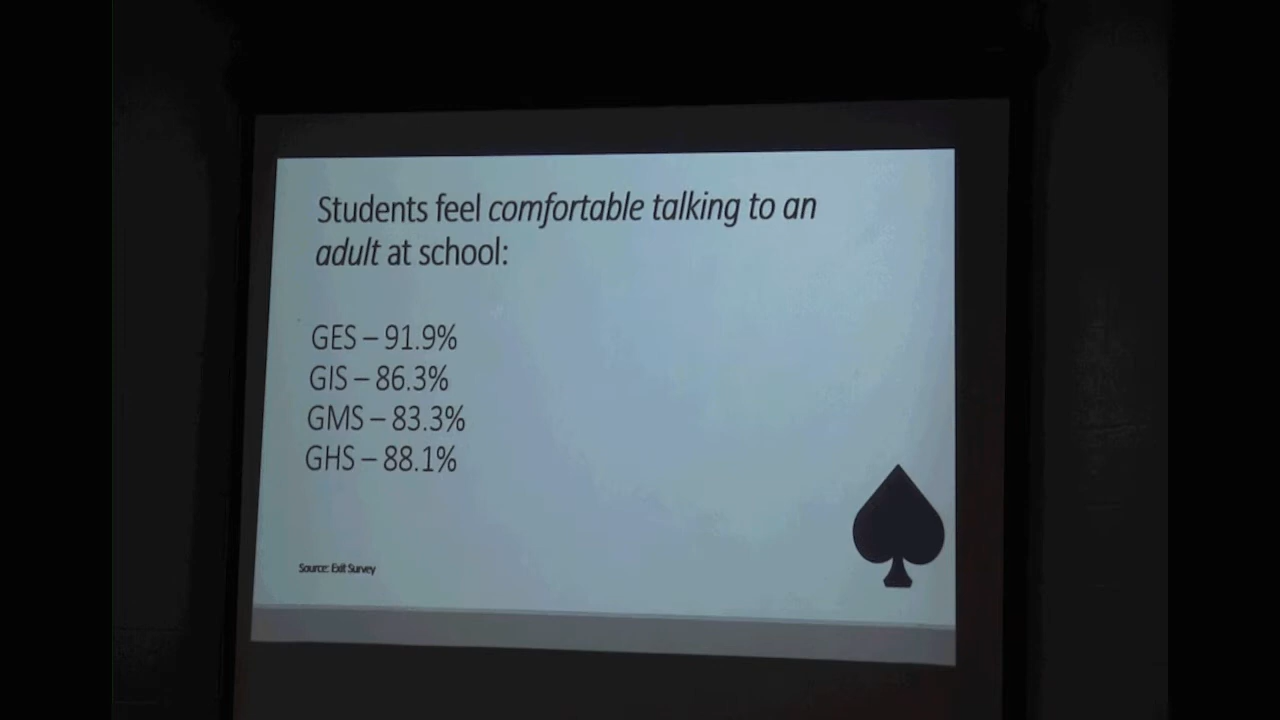 Students feel comfortable talking to an
adult at school:
GES – 91.9%
GIS – 86.3%
GMS – 83.3%
GHS – 88.1%
Source: Exit Survey